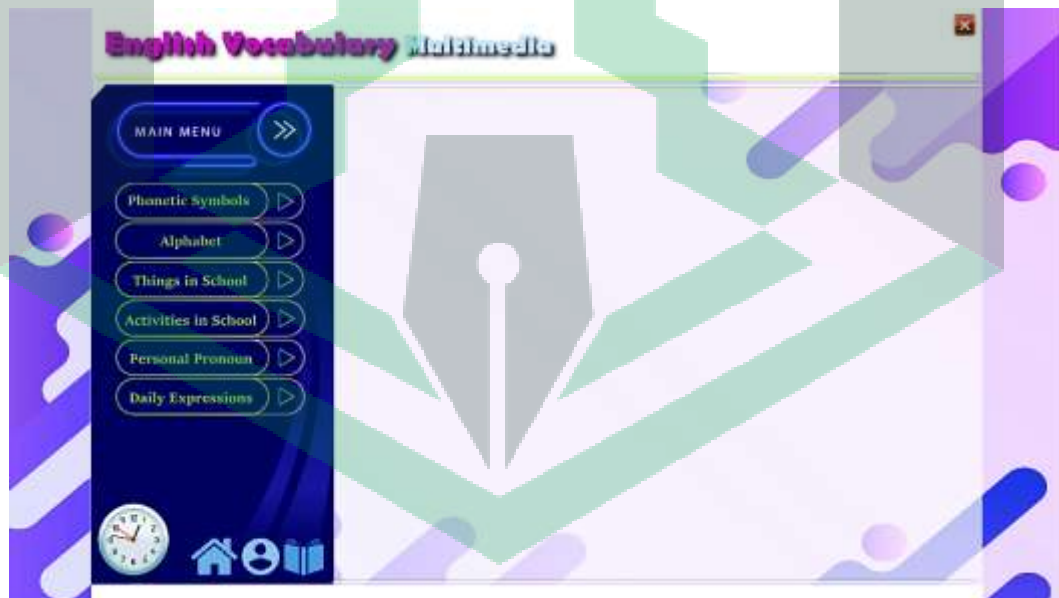 English Vocabulary Multimedia
MAIN MENU
Phonetic Symbols
Alphabet
Things in School
Activities in School
Personal Pronoun
Daily Expressions